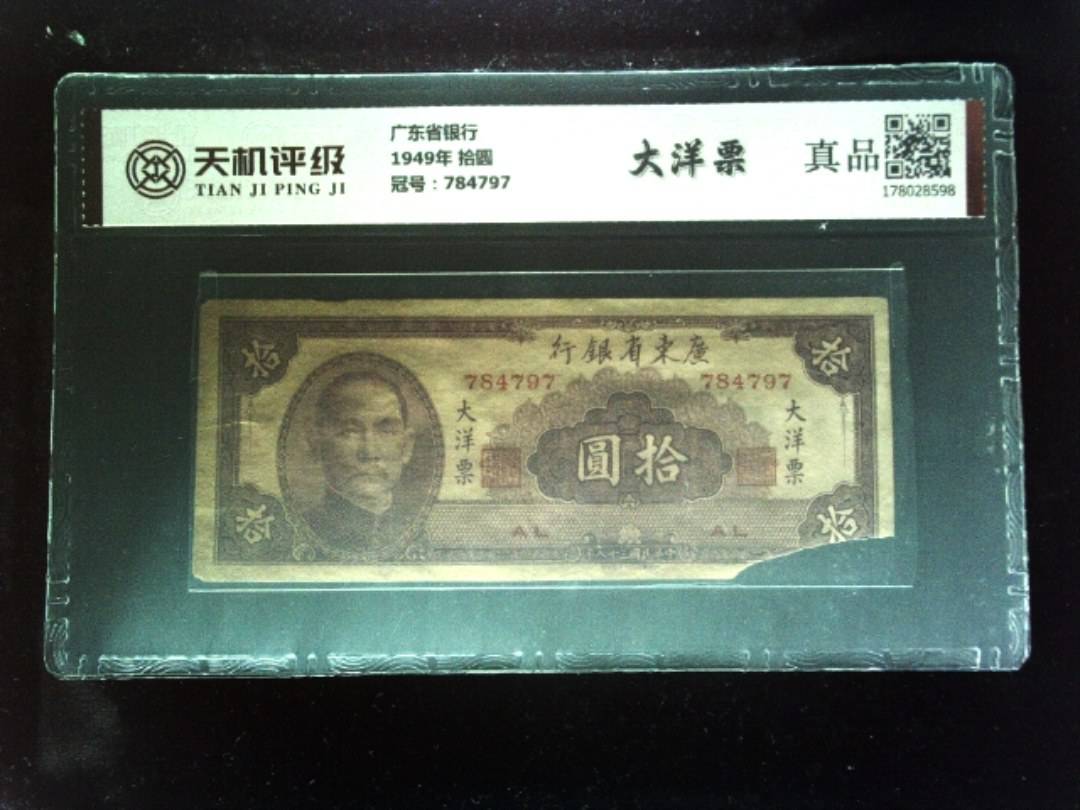 天机评级
TIAN JI PING JI
广东省银行
1949年 拾圆
冠号：784797
大洋票
真品
178028598
行銀省東廣
拾
拾
784797
784797
大洋票
大洋票
圓拾
拾
拾
AL
AL